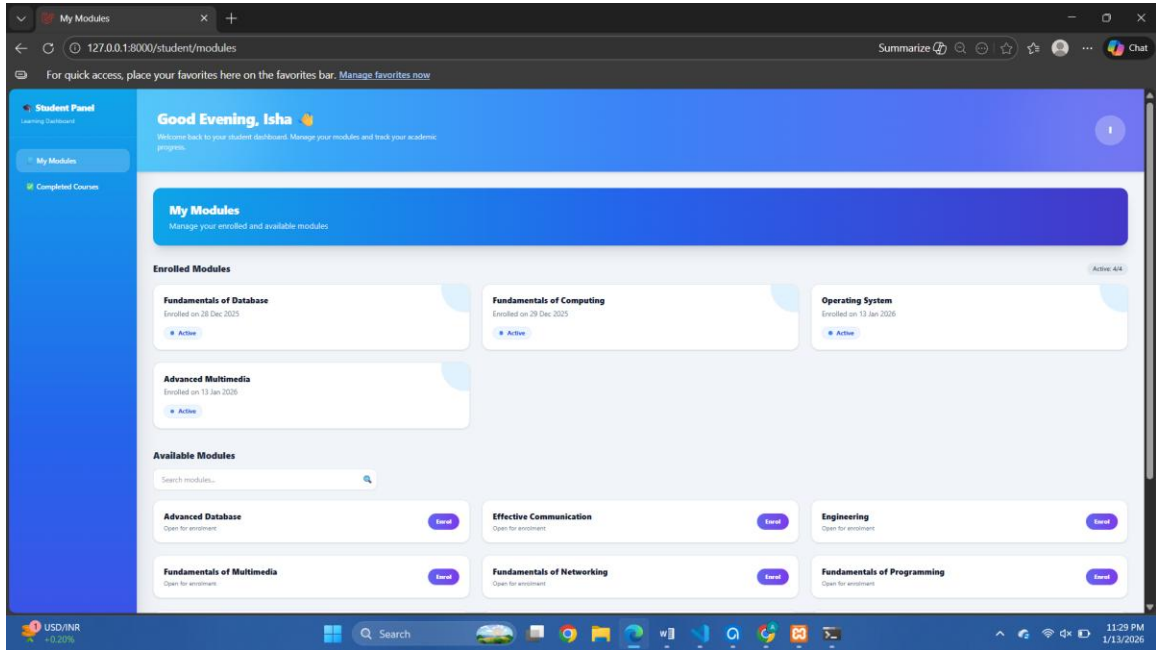 My Modules
127.0.0.1:8000/student/modules
Summarize
Chat
For quick access, place your favorites here on the favorites bar. Manage favorites now
Student Panel
Learning Dashboard
My Modules
Completed Courses
Good Evening, Isha
Welcome back to your student dashboard. Manage your modules and track your academic
progress.
I
My Modules
Manage your enrolled and available modules
Enrolled Modules
Active: 4/4
Fundamentals of Database
Enrolled on 28 Dec 2025
Active
Fundamentals of Computing
Enrolled on 29 Dec 2025
Active
Operating System
Enrolled on 13 Jan 2026
Active
Advanced Multimedia
Enrolled on 13 Jan 2026
Active
Available Modules
Search modules...
Advanced Database
Open for enrolment
Enrol
Effective Communication
Open for enrolment
Enrol
Engineering
Open for enrolment
Enrol
Fundamentals of Multimedia
Open for enrolment
Enrol
Fundamentals of Networking
Open for enrolment
Enrol
Fundamentals of Programming
Open for enrolment
Enrol
1
USD/INR
+0.20%
Search
11:29 PM
1/13/2026